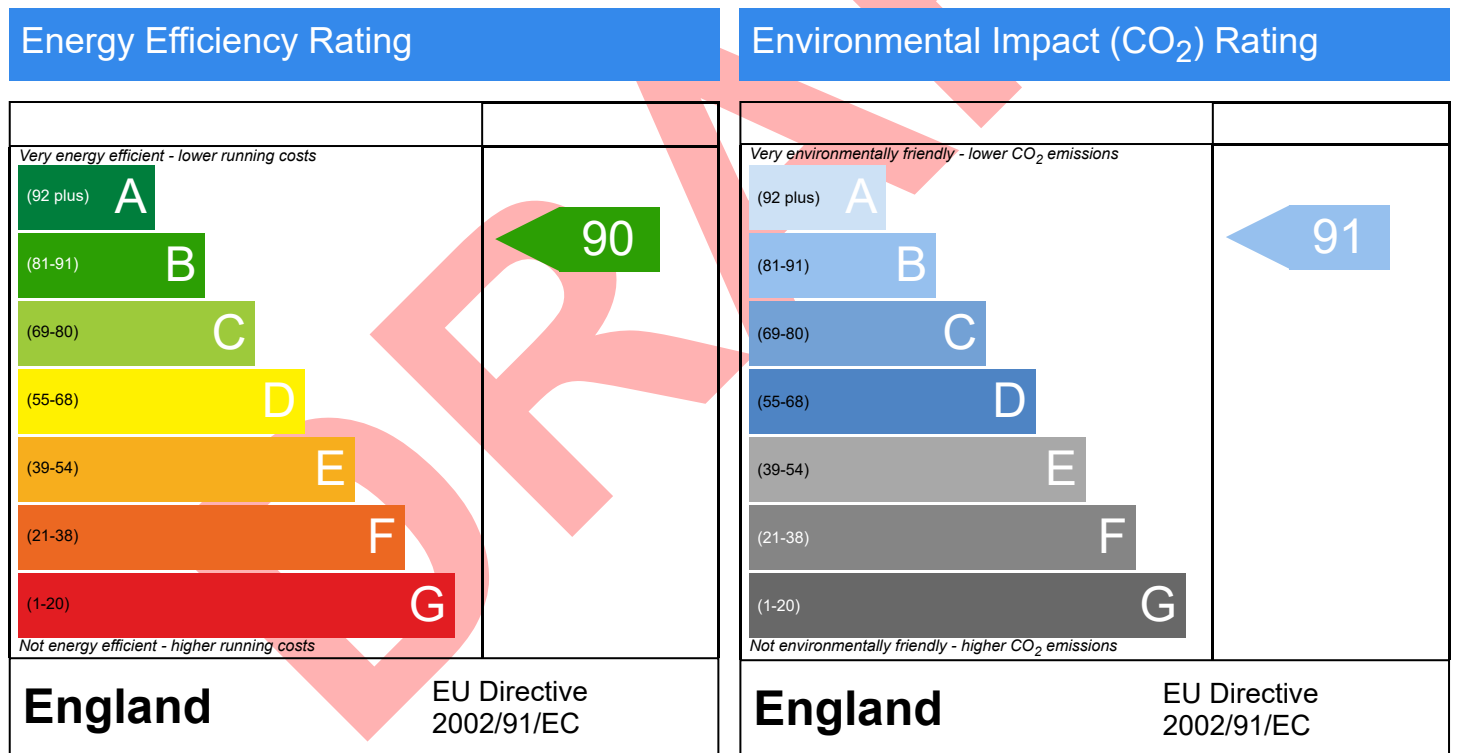 Energy Efficiency Rating
Very energy efficient - lower running costs
(92 plus) A
(81-91) B
(69-80) C
(55-68) D
(39-54) E
(21-38) F
(1-20) G
Not energy efficient - higher running costs
90
England
EU Directive
2002/91/EC
Environmental Impact (CO₂) Rating
Very environmentally friendly - lower CO₂ emissions
(92 plus) A
(81-91) B
(69-80) C
(55-68) D
(39-54) E
(21-38) F
(1-20) G
Not environmentally friendly - higher CO₂ emissions
91
England
EU Directive
2002/91/EC